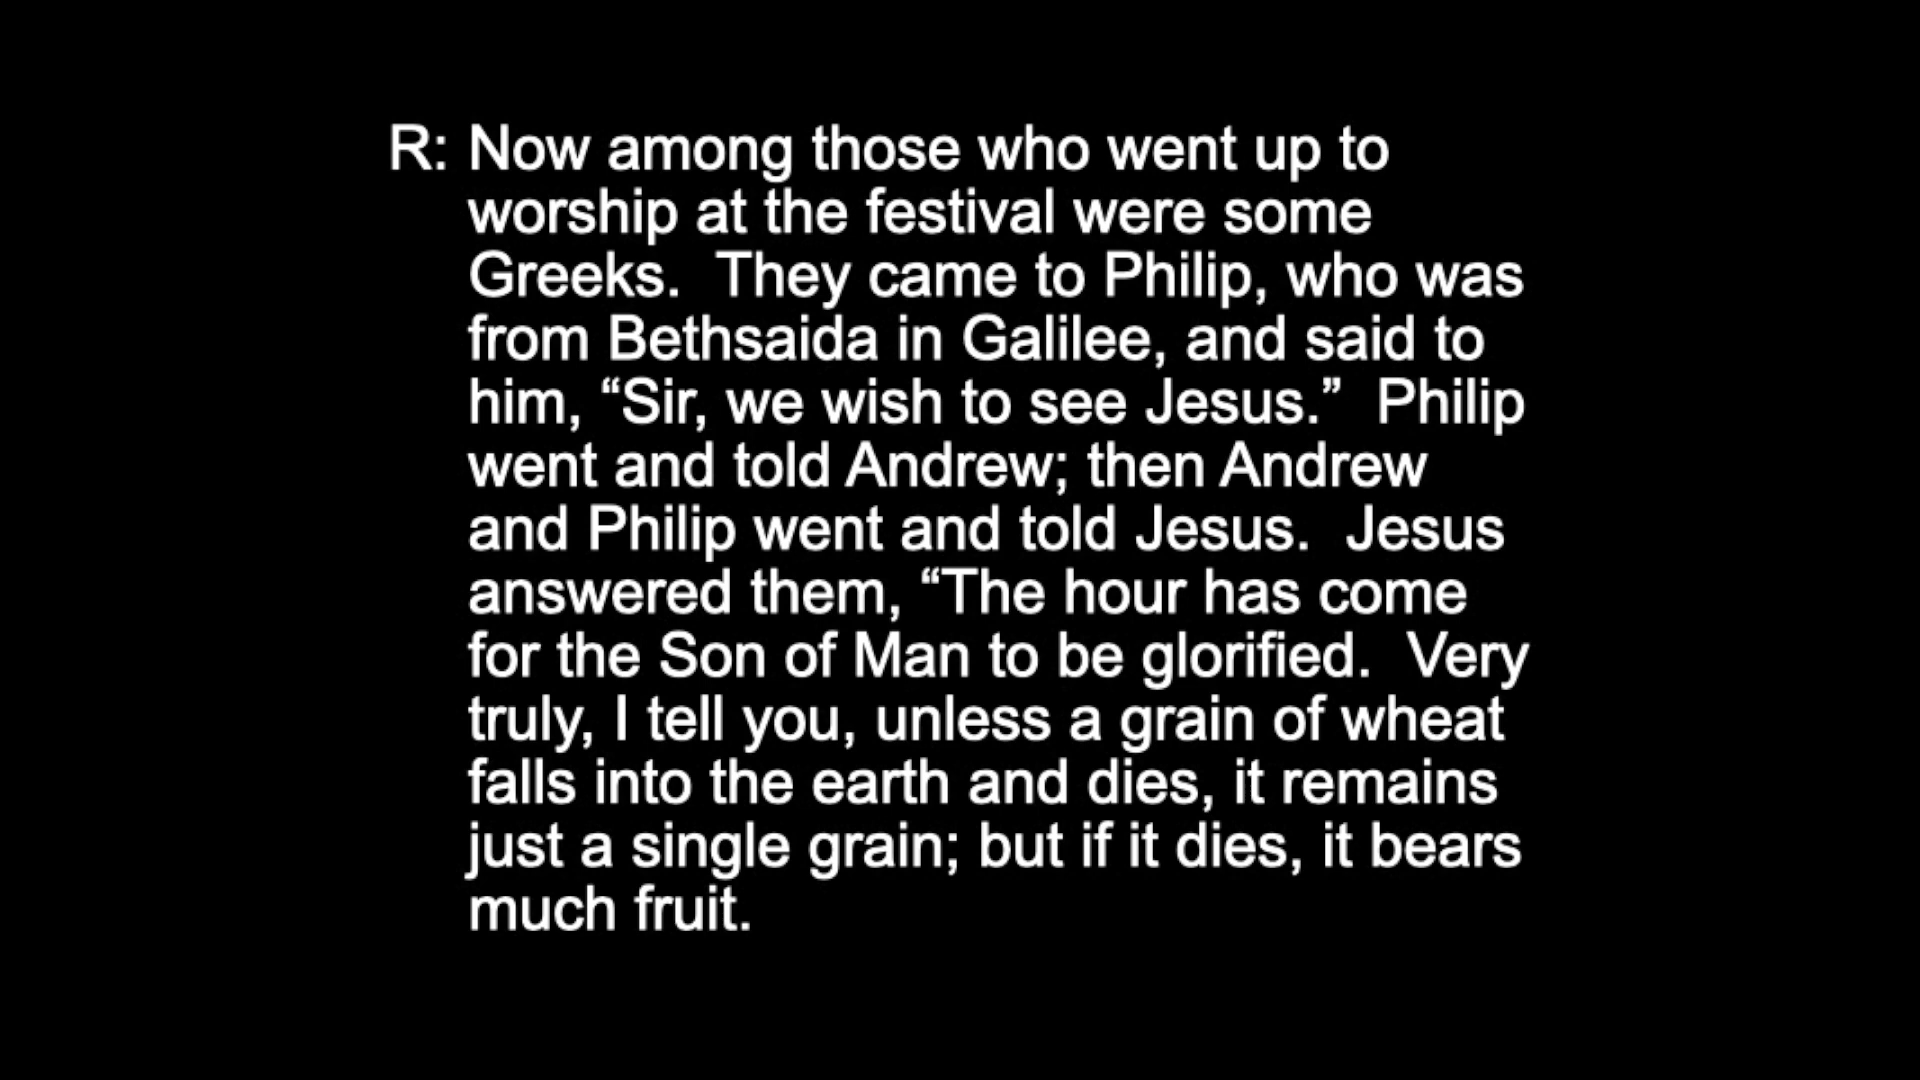 R: Now among those who went up to
worship at the festival were some
Greeks.  They came to Philip, who was
from Bethsaida in Galilee, and said to
him, “Sir, we wish to see Jesus.”  Philip
went and told Andrew; then Andrew
and Philip went and told Jesus.  Jesus
answered them, “The hour has come
for the Son of Man to be glorified.  Very
truly, I tell you, unless a grain of wheat
falls into the earth and dies, it remains
just a single grain; but if it dies, it bears
much fruit.